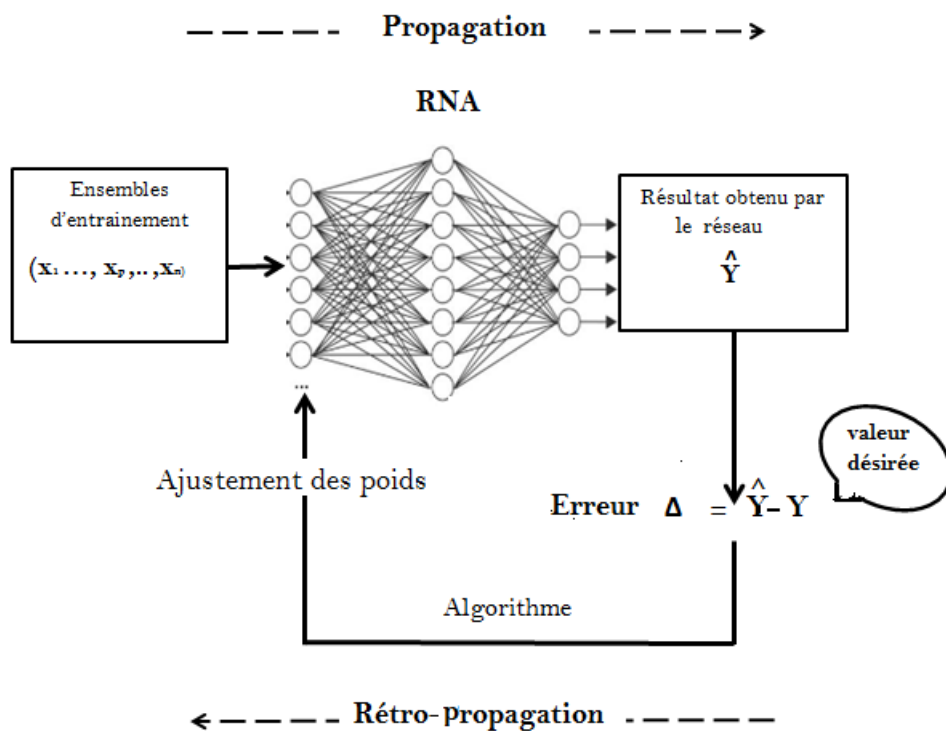 Propagation
RNA
Ensembles
d'entrainement
(x₁ ..., xₚ,..,xₙ)
...
Résultat obtenu par
le réseau
Ŷ
valeur
désirée
Ajustement des poids
Erreur Δ = Ŷ– Y
Algorithme
Rétro-propagation